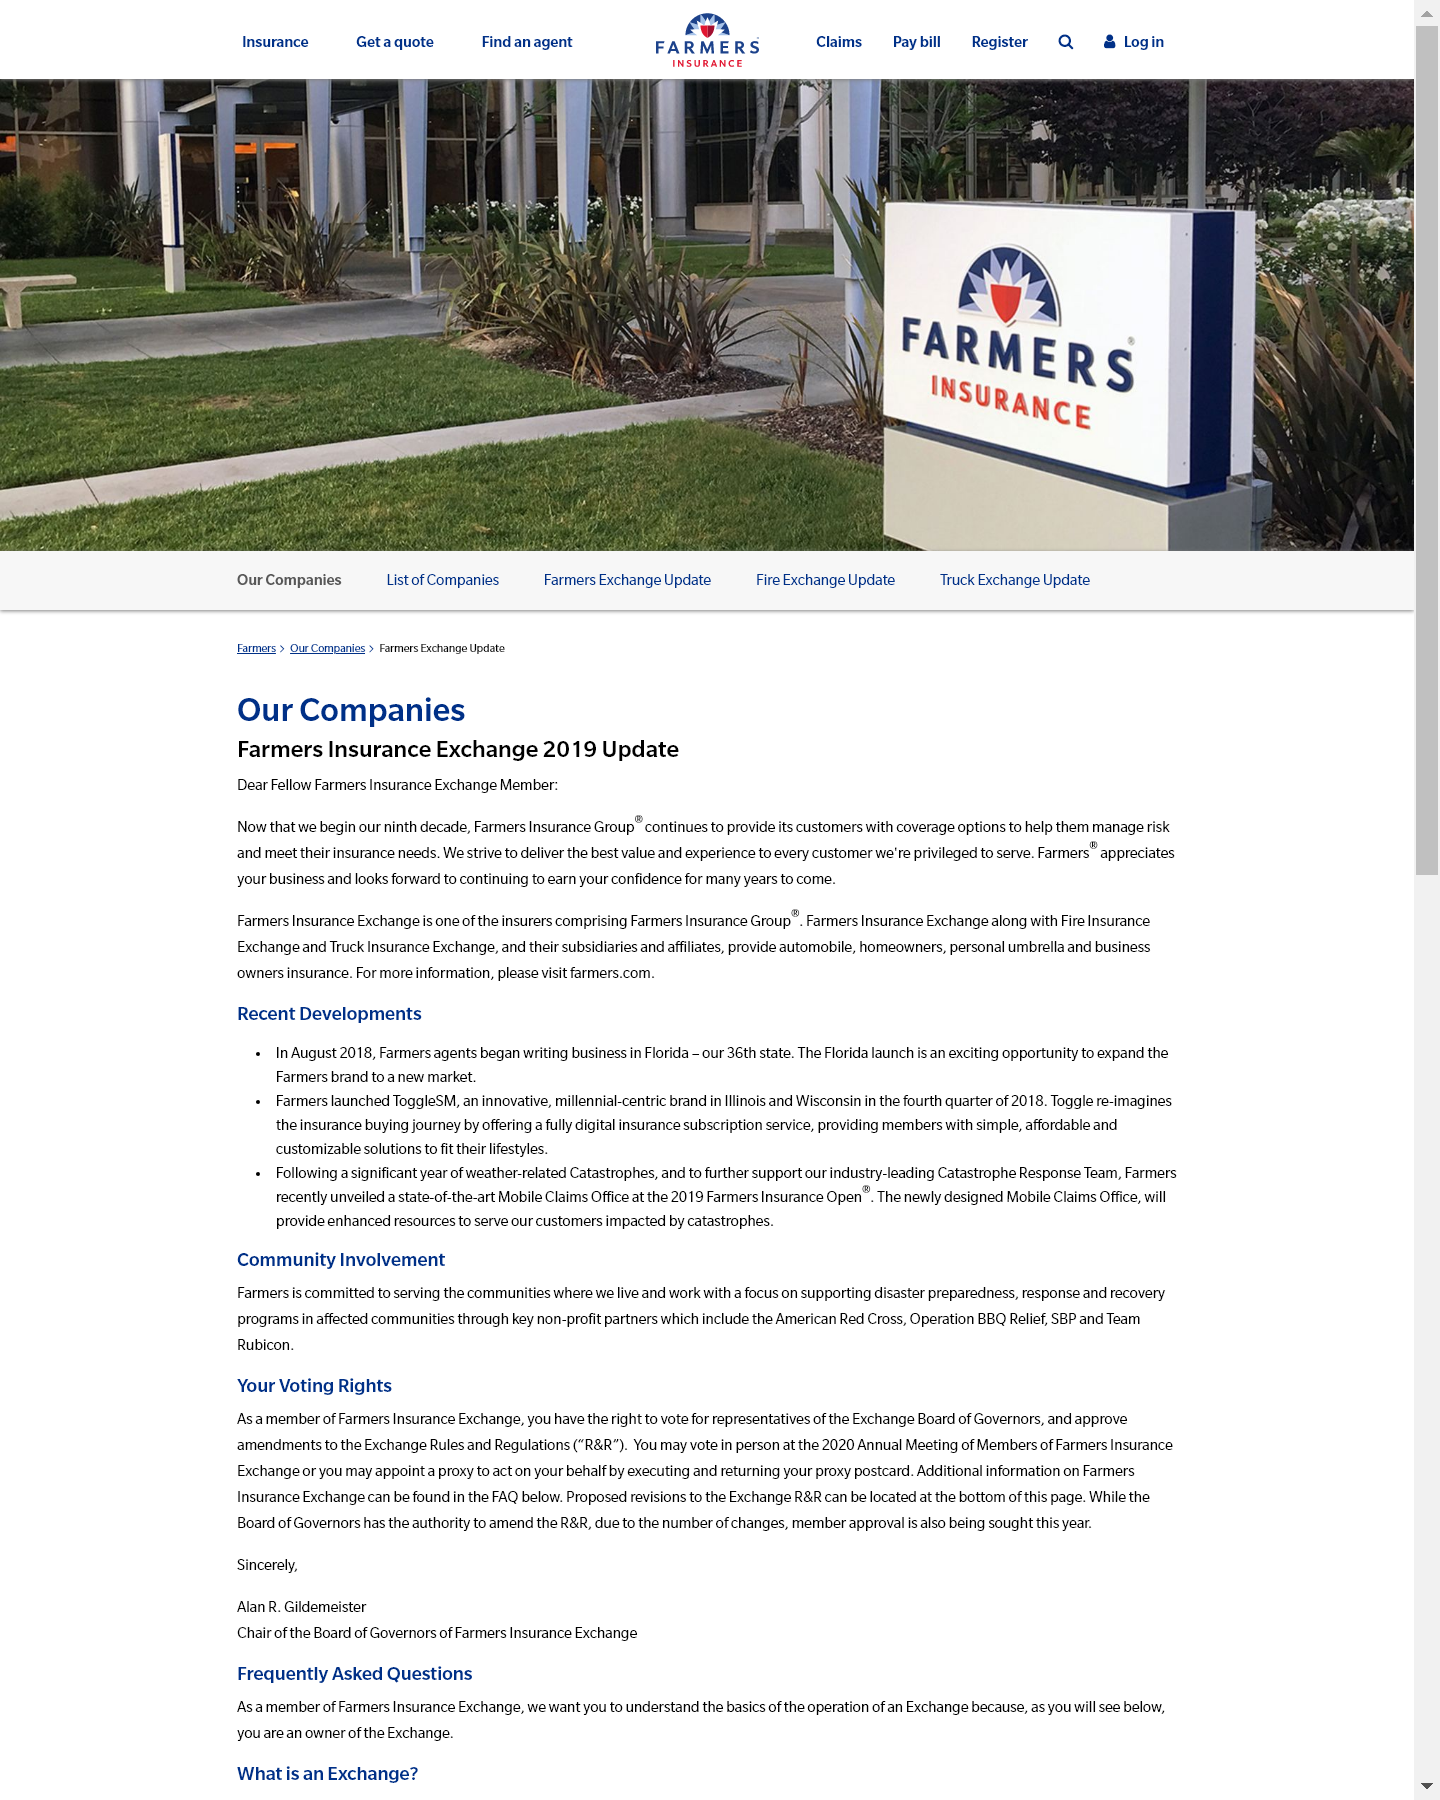 Insurance Get a quote Find an agent FARMERS INSURANCE Claims Pay bill Register Log in
FARMERS®
INSURANCE
Our Companies List of Companies Farmers Exchange Update Fire Exchange Update Truck Exchange Update
Farmers > Our Companies > Farmers Exchange Update
Our Companies
Farmers Insurance Exchange 2019 Update
Dear Fellow Farmers Insurance Exchange Member:
Now that we begin our ninth decade, Farmers Insurance Group® continues to provide its customers with coverage options to help them manage risk
and meet their insurance needs. We strive to deliver the best value and experience to every customer we're privileged to serve. Farmers® appreciates
your business and looks forward to continuing to earn your confidence for many years to come.
Farmers Insurance Exchange is one of the insurers comprising Farmers Insurance Group®. Farmers Insurance Exchange along with Fire Insurance
Exchange and Truck Insurance Exchange, and their subsidiaries and affiliates, provide automobile, homeowners, personal umbrella and business
owners insurance. For more information, please visit farmers.com.
Recent Developments
• In August 2018, Farmers agents began writing business in Florida – our 36th state. The Florida launch is an exciting opportunity to expand the
Farmers brand to a new market.
• Farmers launched ToggleSM, an innovative, millennial-centric brand in Illinois and Wisconsin in the fourth quarter of 2018. Toggle re-imagines
the insurance buying journey by offering a fully digital insurance subscription service, providing members with simple, affordable and
customizable solutions to fit their lifestyles.
• Following a significant year of weather-related Catastrophes, and to further support our industry-leading Catastrophe Response Team, Farmers
recently unveiled a state-of-the-art Mobile Claims Office at the 2019 Farmers Insurance Open®. The newly designed Mobile Claims Office, will
provide enhanced resources to serve our customers impacted by catastrophes.
Community Involvement
Farmers is committed to serving the communities where we live and work with a focus on supporting disaster preparedness, response and recovery
programs in affected communities through key non-profit partners which include the American Red Cross, Operation BBQ Relief, SBP and Team
Rubicon.
Your Voting Rights
As a member of Farmers Insurance Exchange, you have the right to vote for representatives of the Exchange Board of Governors, and approve
amendments to the Exchange Rules and Regulations (“R&R”). You may vote in person at the 2020 Annual Meeting of Members of Farmers Insurance
Exchange or you may appoint a proxy to act on your behalf by executing and returning your proxy postcard. Additional information on Farmers
Insurance Exchange can be found in the FAQ below. Proposed revisions to the Exchange R&R can be located at the bottom of this page. While the
Board of Governors has the authority to amend the R&R, due to the number of changes, member approval is also being sought this year.
Sincerely,
Alan R. Gildemeister
Chair of the Board of Governors of Farmers Insurance Exchange
Frequently Asked Questions
As a member of Farmers Insurance Exchange, we want you to understand the basics of the operation of an Exchange because, as you will see below,
you are an owner of the Exchange.
What is an Exchange?